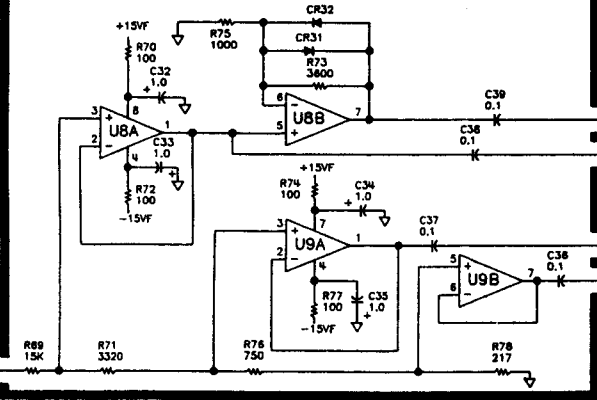 CR32
+15VF
R75
1000
CR31
R70
100
R73
3600
C32
1.0
+
8
6
−
C39
0.1
3
+
U8A
1
U8B
7
2
−
5
+
C38
0.1
C33
1.0
4
+
R72
100
−15VF
+15VF
R74
100
C34
1.0
+
7
C37
0.1
3
+
U9A
1
2
−
4
C36
0.1
5
+
U9B
7
6
−
R77
100
C35
1.0
+
−15VF
R69
15K
R71
3320
R76
750
R78
217